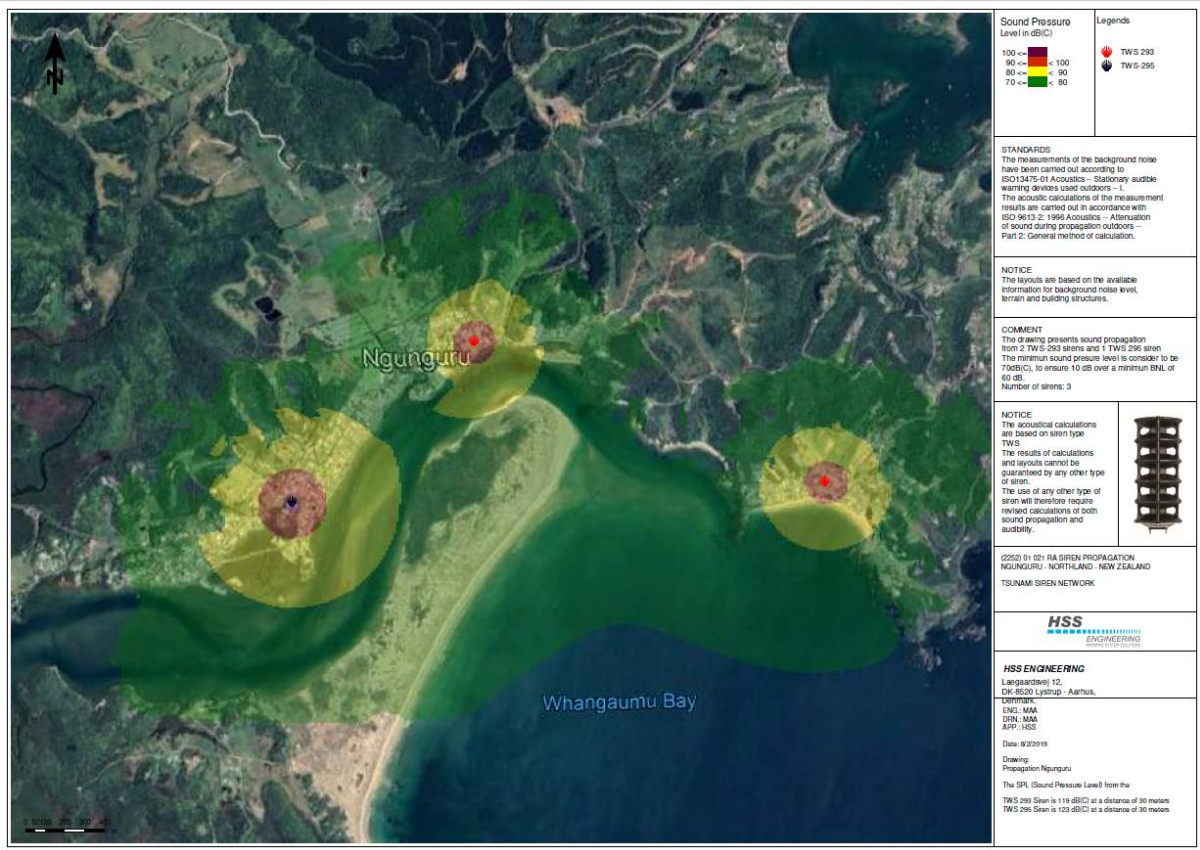 N
Ngunguru
Whangaumu Bay
Sound Pressure
Level in dB(C)
100 <=
90 <= < 100
80 <= < 90
70 <= < 80
Legends
TWS 293
TWS-295
STANDARDS
The measurements of the background noise
have been carried out according to
ISO13475-01 Acoustics – Stationary audible
warning devices used outdoors – I.
The acoustic calculations of the measurement
results are carried out in accordance with
ISO 9613-2: 1996 Acoustics -- Attenuation
of sound during propagation outdoors --
Part 2: General method of calculation.
NOTICE
The layouts are based on the available
information for background noise level,
terrain and building structures.
COMMENT
The drawing presents sound propagation
from 2 TWS-293 sirens and 1 TWS 295 siren
The minimun sound presure level is consider to be
70dB(C), to ensure 10 dB over a minimun BNL of
60 dB.
Number of sirens: 3
NOTICE
The acoustical calculations
are based on siren type
TWS
The results of calculations
and layouts cannot be
guaranteed by any other type
of siren.
The use of any other type of
siren will therefore require
revised calculations of both
sound propagation and
audibility.
(2252) 01 021 RA SIREN PROPAGATION
NGUNGURU - NORTHLAND - NEW ZEALAND
TSUNAMI SIREN NETWORK
HSS
ENGINEERING
HSS ENGINEERING
Laegaardsvej 12,
DK-8520 Lystrup - Aarhus,
Denmark.
ENG.: MAA
DRN.: MAA
APP.: HSS
Date: 8/2/2019
Drawing:
Propagation Ngunguru
The SPL (Sound Pressure Level) from the
TWS 293 Siren is 119 dB(C) at a distance of 30 meters
TWS 295 Siren is 123 dB(C) at a distance of 30 meters